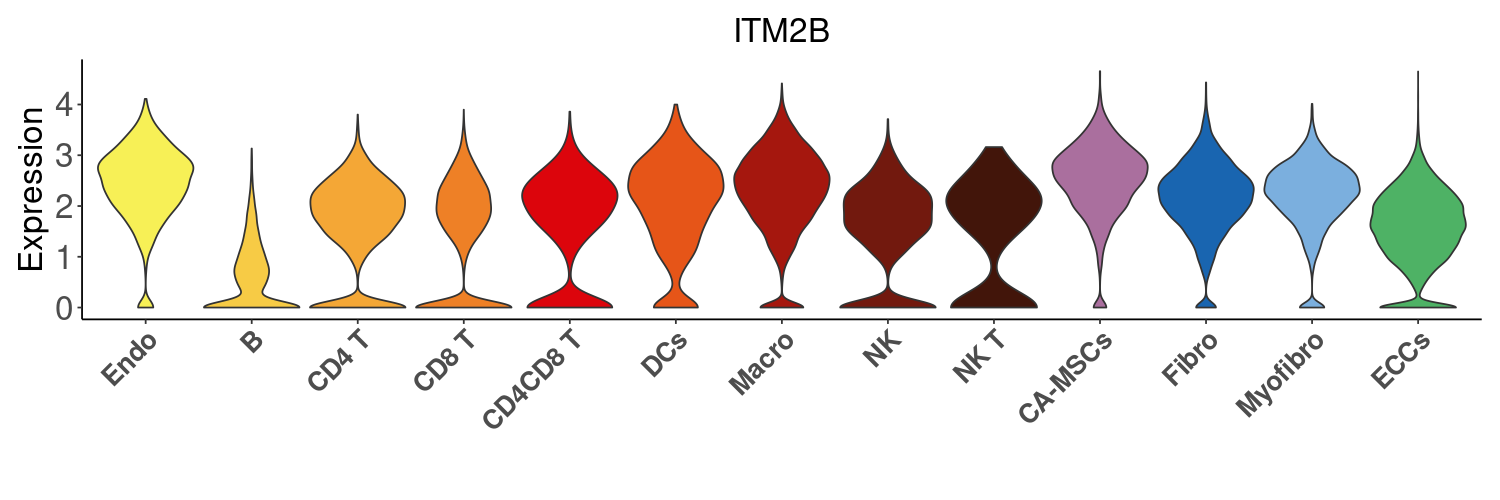 ITM2B
Expression
4
3
2
1
0
Endo
B
CD4 T
CD8 T
CD4CD8 T
DCs
Macro
NK
NK T
CA-MSCs
Fibro
Myofibro
ECCs